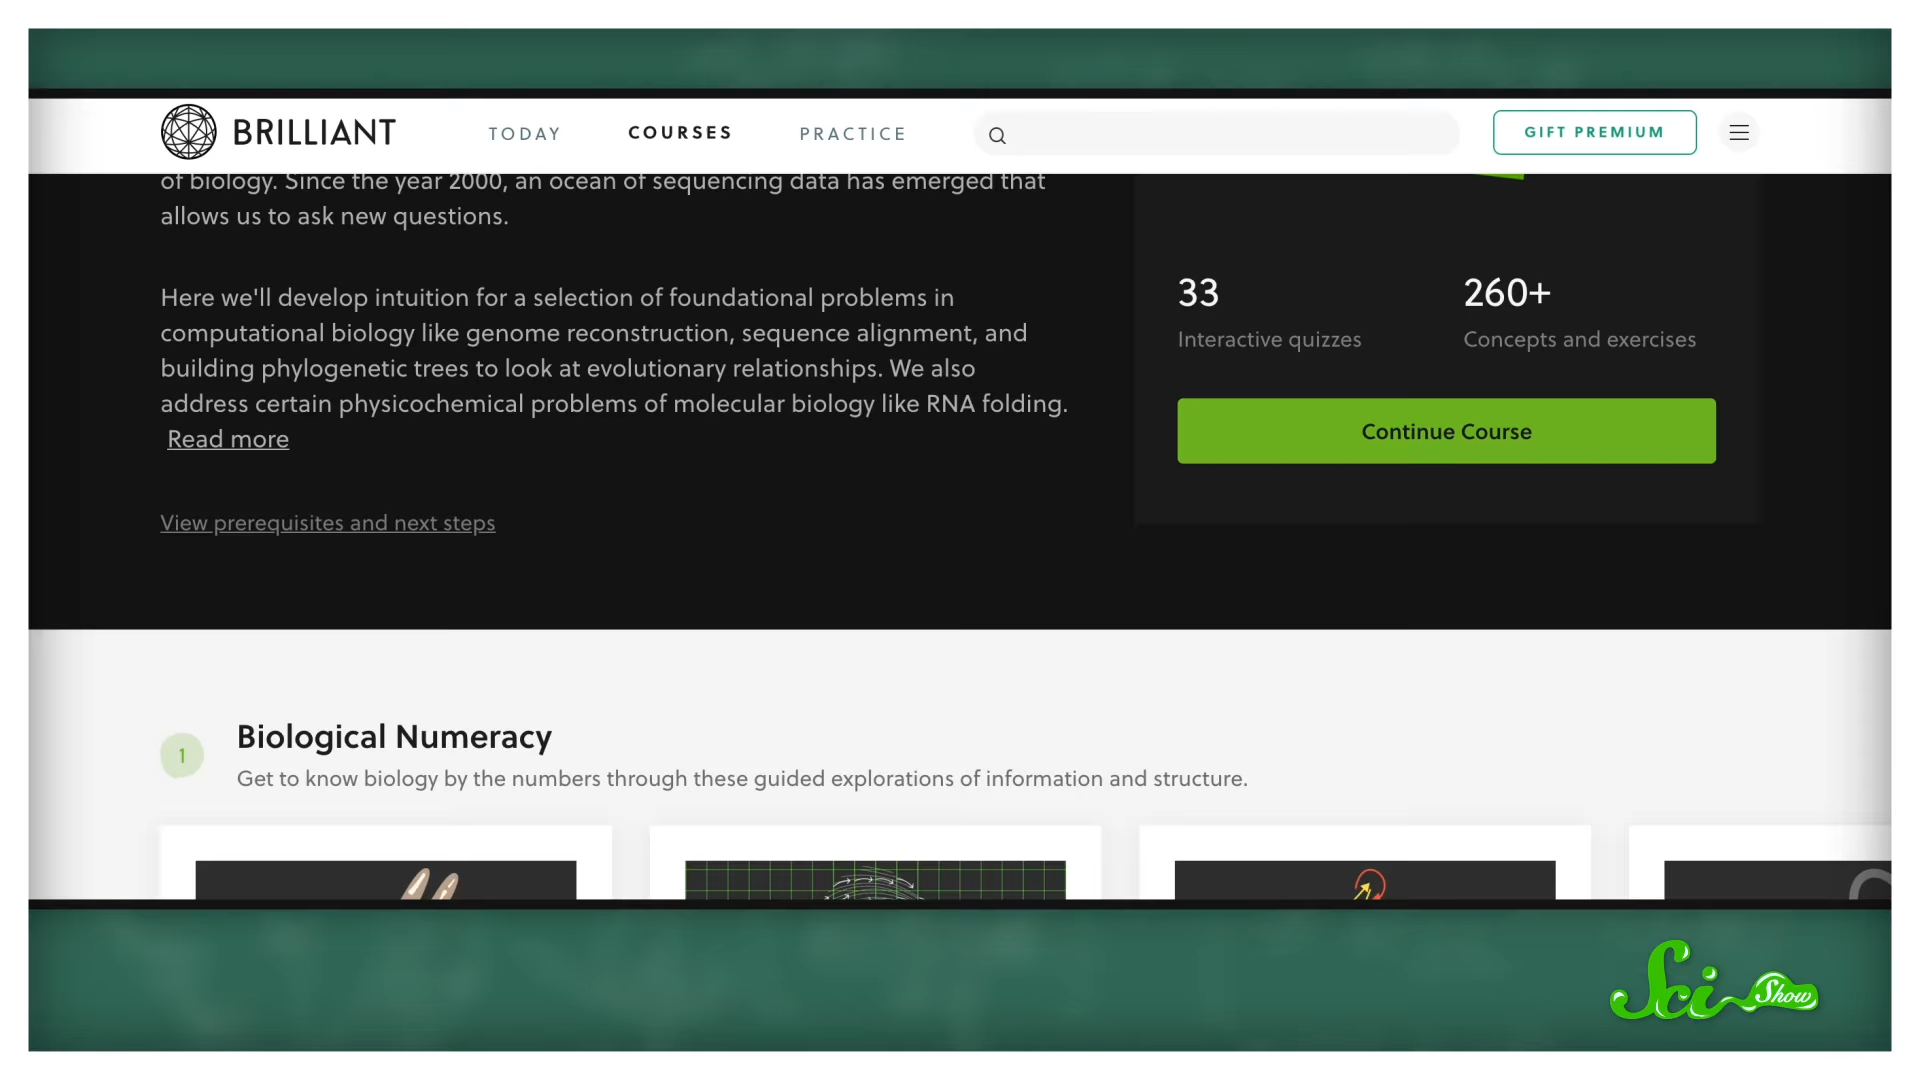 BRILLIANT
TODAY
COURSES
PRACTICE
GIFT PREMIUM
of biology. Since the year 2000, an ocean of sequencing data has emerged that
allows us to ask new questions.
Here we'll develop intuition for a selection of foundational problems in
computational biology like genome reconstruction, sequence alignment, and
building phylogenetic trees to look at evolutionary relationships. We also
address certain physicochemical problems of molecular biology like RNA folding.
Read more
View prerequisites and next steps
33
Interactive quizzes
260+
Concepts and exercises
Continue Course
1
Biological Numeracy
Get to know biology by the numbers through these guided explorations of information and structure.
Sci Show